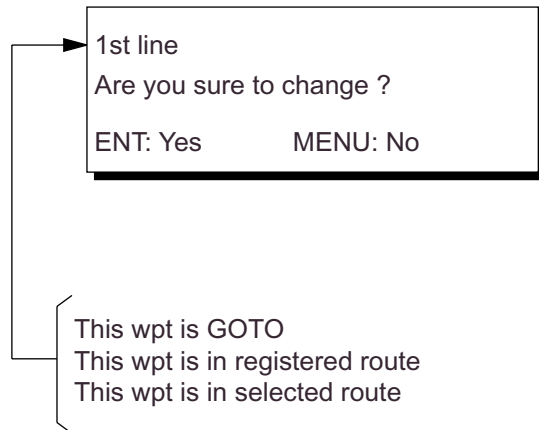 1st line
Are you sure to change ?
ENT: Yes MENU: No
This wpt is GOTO
This wpt is in registered route
This wpt is in selected route